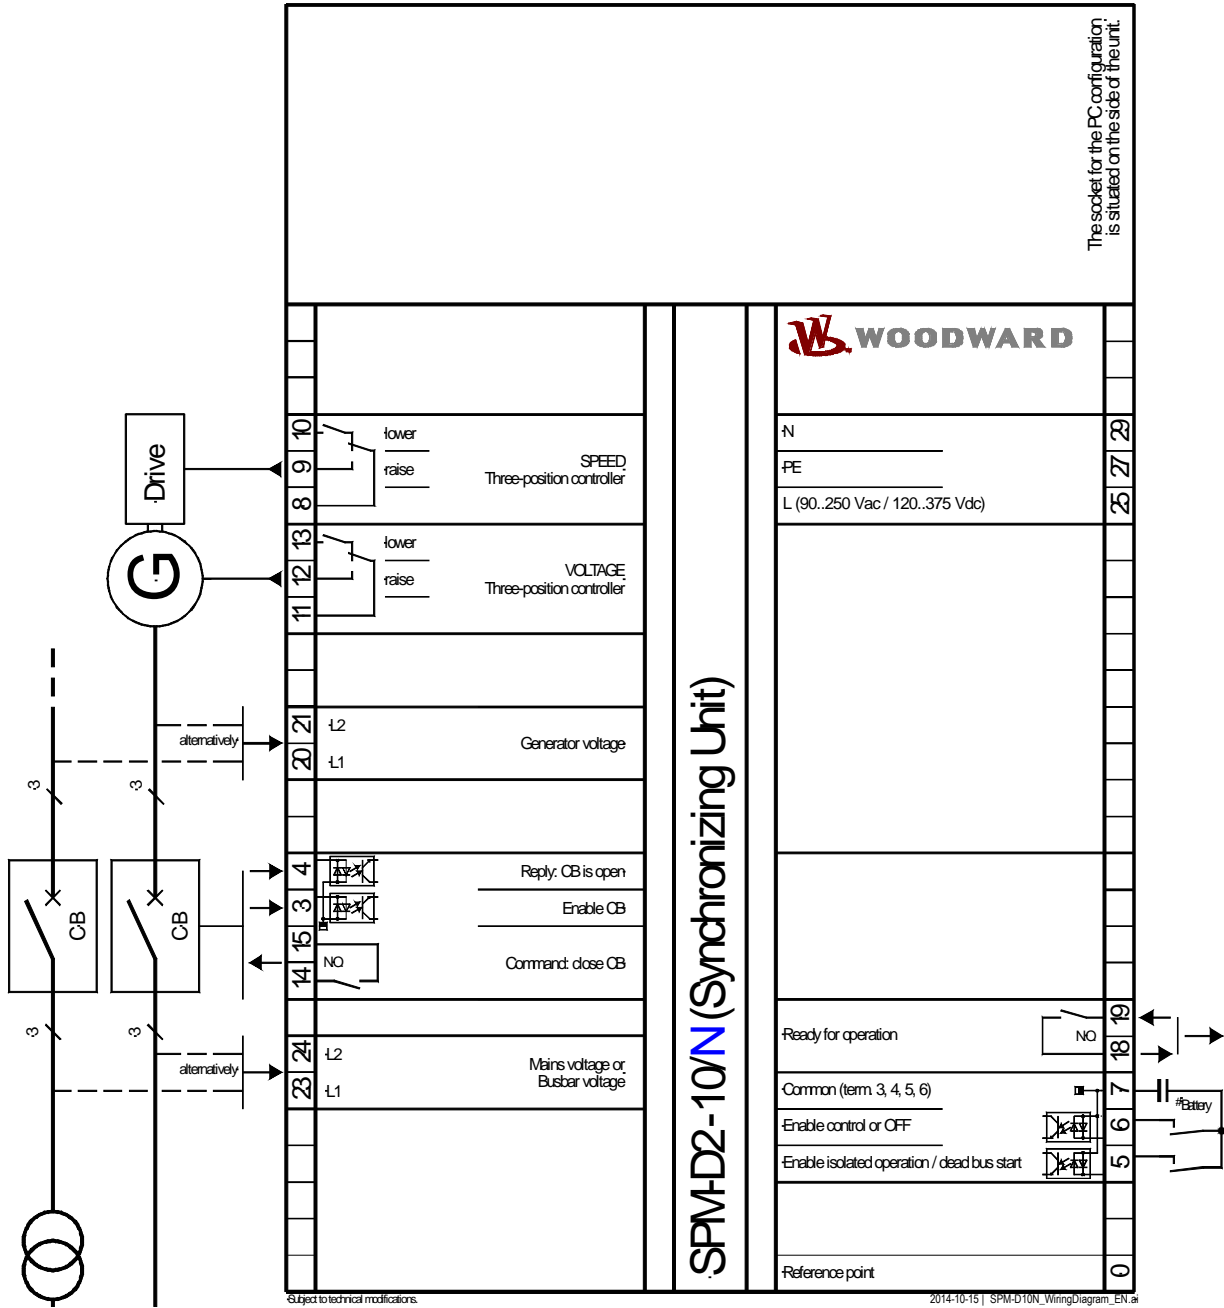 The socket for the PC configuration
is situated on the side of the unit.
WOODWARD
10
lower
9
raise
8
SPEED
Three-position controller
Drive
G
13
lower
12
raise
11
VOLTAGE
Three-position controller
N
29
PE
27
L (90..250 Vac / 120..375 Vdc)
25
21
L2
20
L1
Generator voltage
alternatively
3
3
4
Reply: CB is open
3
Enable CB
15
14
NO
Command: close CB
CB
CB
3
3
24
L2
23
L1
Mains voltage or
Busbar voltage
alternatively
SPM-D2-10/N (Synchronizing Unit)
Ready for operation
NO
19
18
Common (term. 3, 4, 5, 6)
7
Battery
Enable control or OFF
6
Enable isolated operation / dead bus start
5
Reference point
0
Subject to technical modifications.
2014-10-15 | SPM-D10N_WiringDiagram_EN.ai